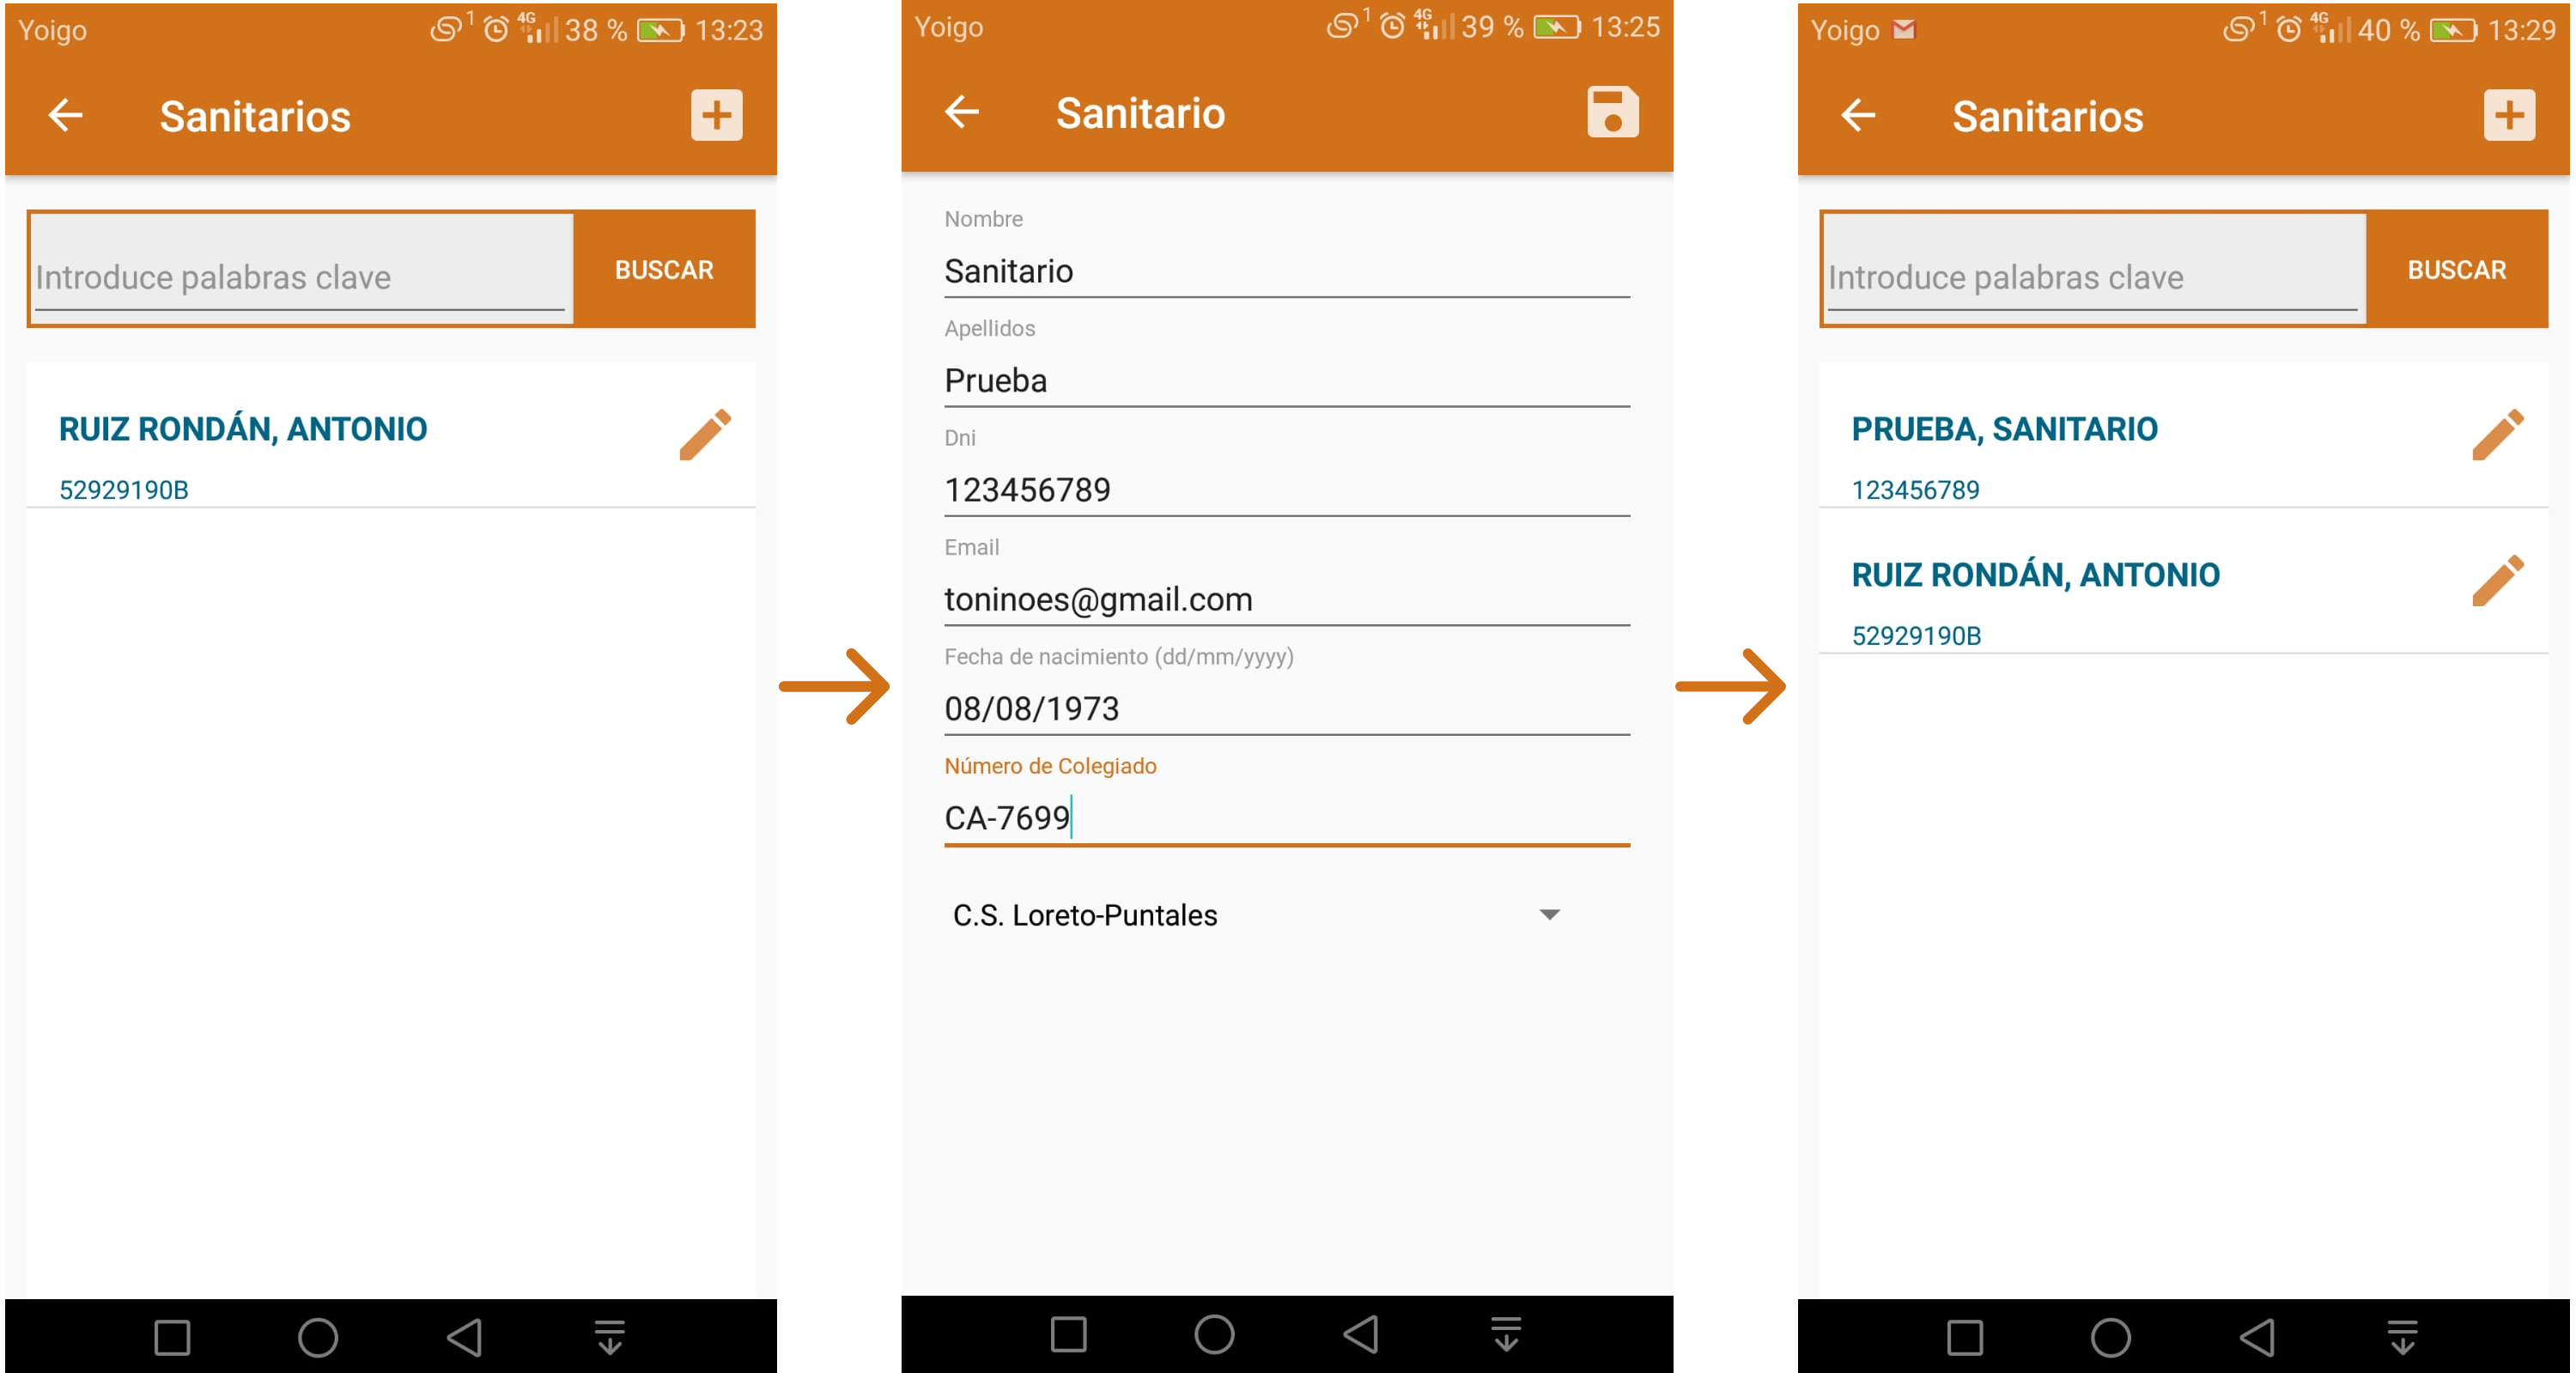 Yoigo 1 4G 38 % 13:23
Sanitarios
Introduce palabras clave
BUSCAR
RUIZ RONDÁN, ANTONIO
52929190B
Yoigo 1 4G 39 % 13:25
Sanitario
Nombre
Sanitario
Apellidos
Prueba
Dni
123456789
Email
toninoes@gmail.com
Fecha de nacimiento (dd/mm/yyyy)
08/08/1973
Número de Colegiado
CA-7699
C.S. Loreto-Puntales
Yoigo 1 4G 40 % 13:29
Sanitarios
Introduce palabras clave
BUSCAR
PRUEBA, SANITARIO
123456789
RUIZ RONDÁN, ANTONIO
52929190B